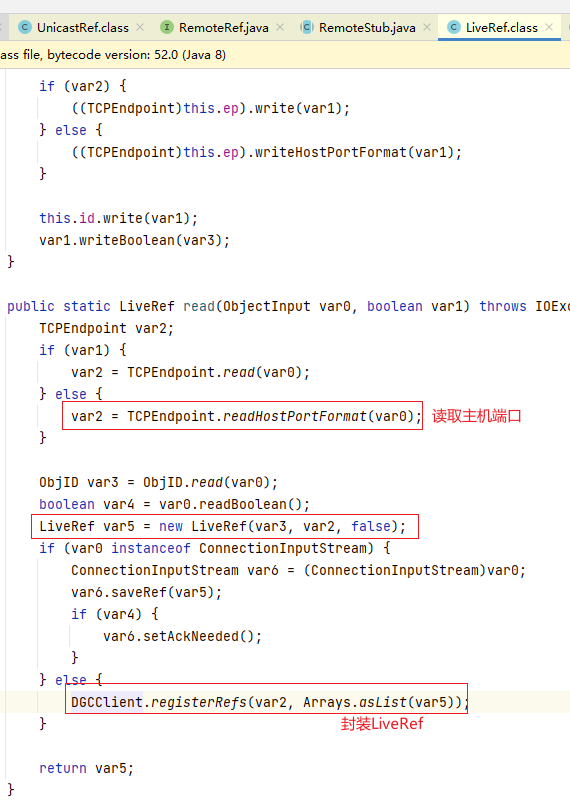 UnicastRef.class
RemoteRef.java
RemoteStub.java
LiveRef.class
ass file, bytecode version: 52.0 (Java 8)
if (var2) {
((TCPEndpoint)this.ep).write(var1);
} else {
((TCPEndpoint)this.ep).writeHostPortFormat(var1);
}
this.id.write(var1);
var1.writeBoolean(var3);
}
public static LiveRef read(ObjectInput var0, boolean var1) throws IOExc
TCPEndpoint var2;
if (var1) {
var2 = TCPEndpoint.read(var0);
} else {
var2 = TCPEndpoint.readHostPortFormat(var0); 读取主机端口
}
ObjID var3 = ObjID.read(var0);
boolean var4 = var0.readBoolean();
LiveRef var5 = new LiveRef(var3, var2, false);
if (var0 instanceof ConnectionInputStream) {
ConnectionInputStream var6 = (ConnectionInputStream)var0;
var6.saveRef(var5);
if (var4) {
var6.setAckNeeded();
}
} else {
DGCClient.registerRefs(var2, Arrays.asList(var5));
}
封装LiveRef
return var5;
}